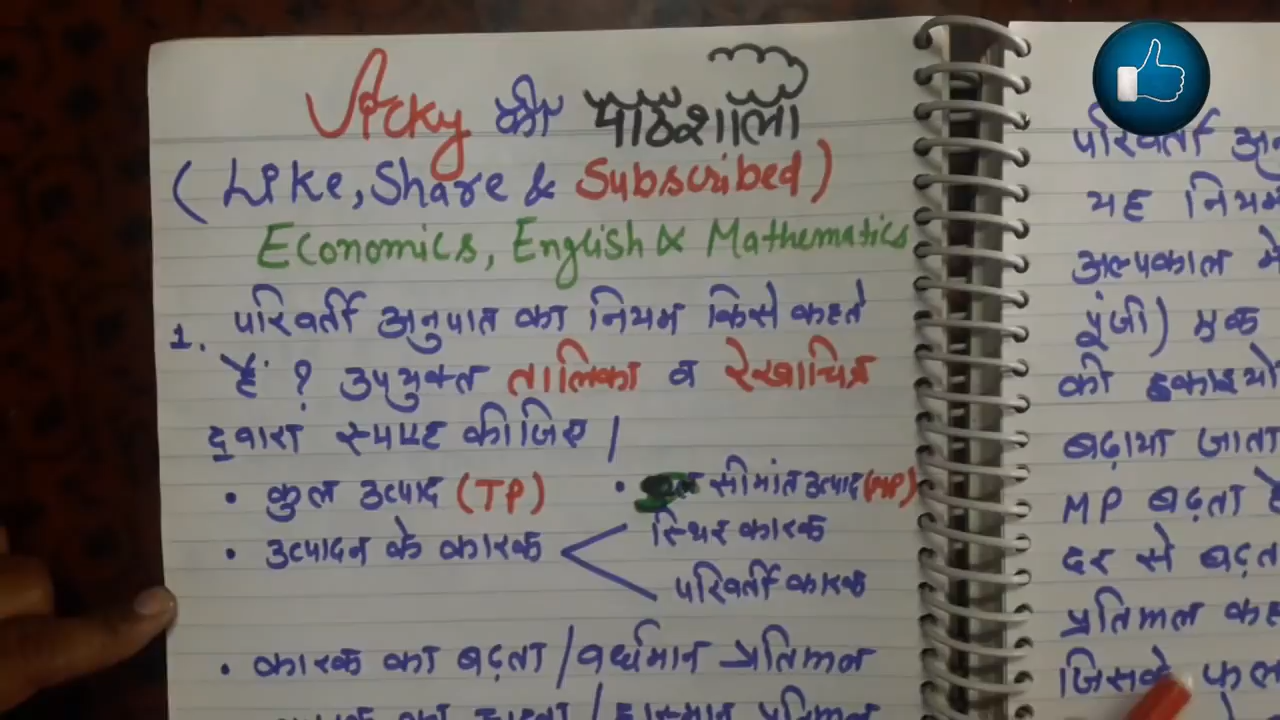 Vicky की पाठशाला
(Like, Share & Subscribed)
Economics, English & Mathematics
1. परिवर्ती अनुपात का नियम किसे कहते
हैं ? उपयुक्त तालिका व रेखाचित्र
द्वारा स्पष्ट कीजिए |
• कुल उत्पाद (TP) • सीमांत उत्पाद (MP)
• उत्पादन के कारक
स्थिर कारक
परिवर्ती कारक
• कारक का बढ़ता / वर्धमान प्रतिफल
परिवर्ती
यह नियम
अल्पकाल में
पूंजी) एक
की इकाइयों
बढ़ाया जाता
MP बढ़ता है
दर से बढ़ता
प्रतिफल
जिसके फल